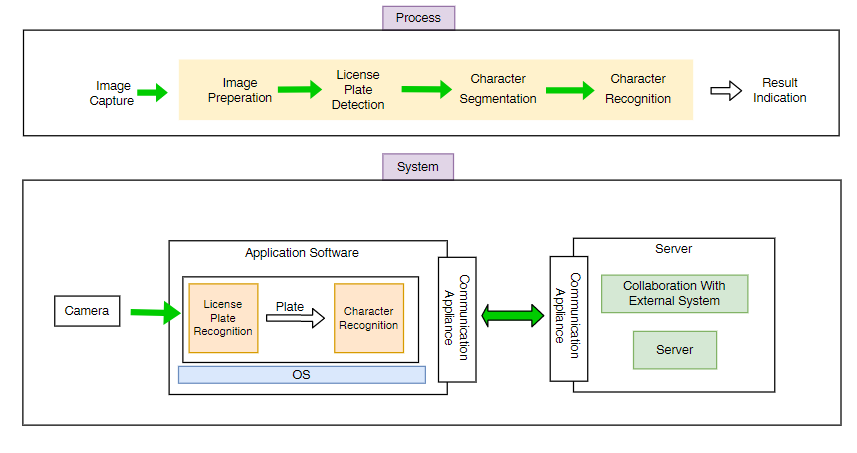 Process
Image
Capture
Image
Preperation
License
Plate
Detection
Character
Segmentation
Character
Recognition
Result
Indication
System
Camera
Application Software
License
Plate
Recognition
Plate
Character
Recognition
OS
Communication
Appliance
Communication
Appliance
Server
Collaboration With
External System
Server